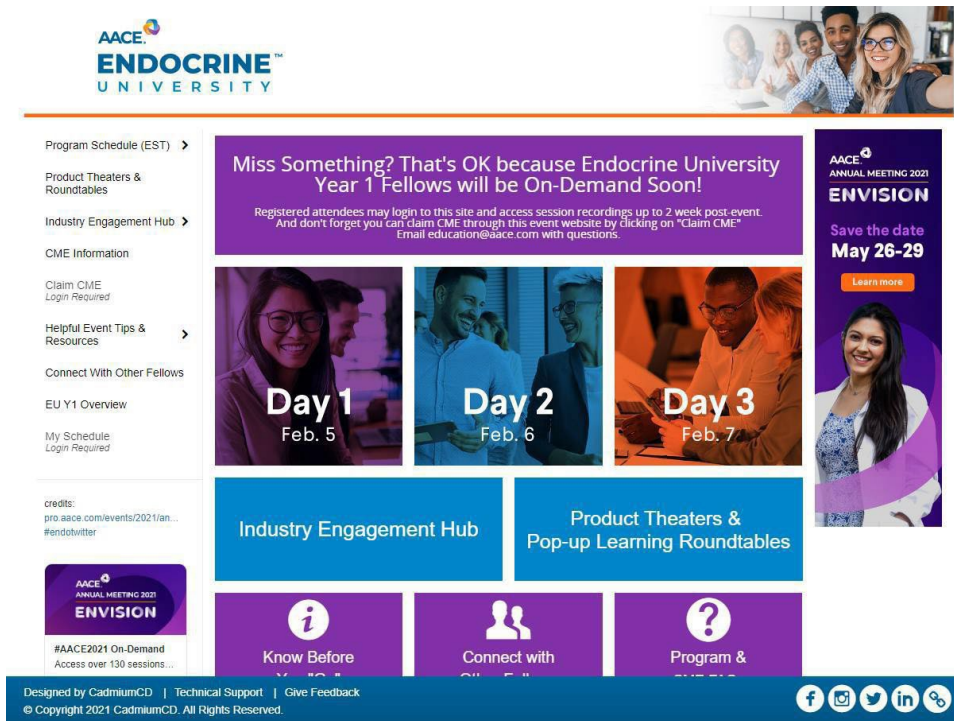 AACE.
ENDOCRINE™
UNIVERSITY
Program Schedule (EST)
Product Theaters &
Roundtables
Industry Engagement Hub
CME Information
Claim CME
Login Required
Helpful Event Tips &
Resources
Connect With Other Fellows
EU Y1 Overview
My Schedule
Login Required
credits:
pro.aace.com/events/2021/an...
#endotwitter
AACE.
ANNUAL MEETING 2021
ENVISION
#AACE2021 On-Demand
Access over 130 sessions...
Miss Something? That's OK because Endocrine University
Year 1 Fellows will be On-Demand Soon!
Registered attendees may login to this site and access session recordings up to 2 week post-event.
And don't forget you can claim CME through this event website by clicking on "Claim CME"
Email education@aace.com with questions.
Day 1
Feb. 5
Day 2
Feb. 6
Day 3
Feb. 7
Industry Engagement Hub
Product Theaters &
Pop-up Learning Roundtables
Know Before
Connect with
Program &
AACE.
ANNUAL MEETING 2021
ENVISION
Save the date
May 26-29
Learn more
Designed by CadmiumCD | Technical Support | Give Feedback
© Copyright 2021 CadmiumCD. All Rights Reserved.